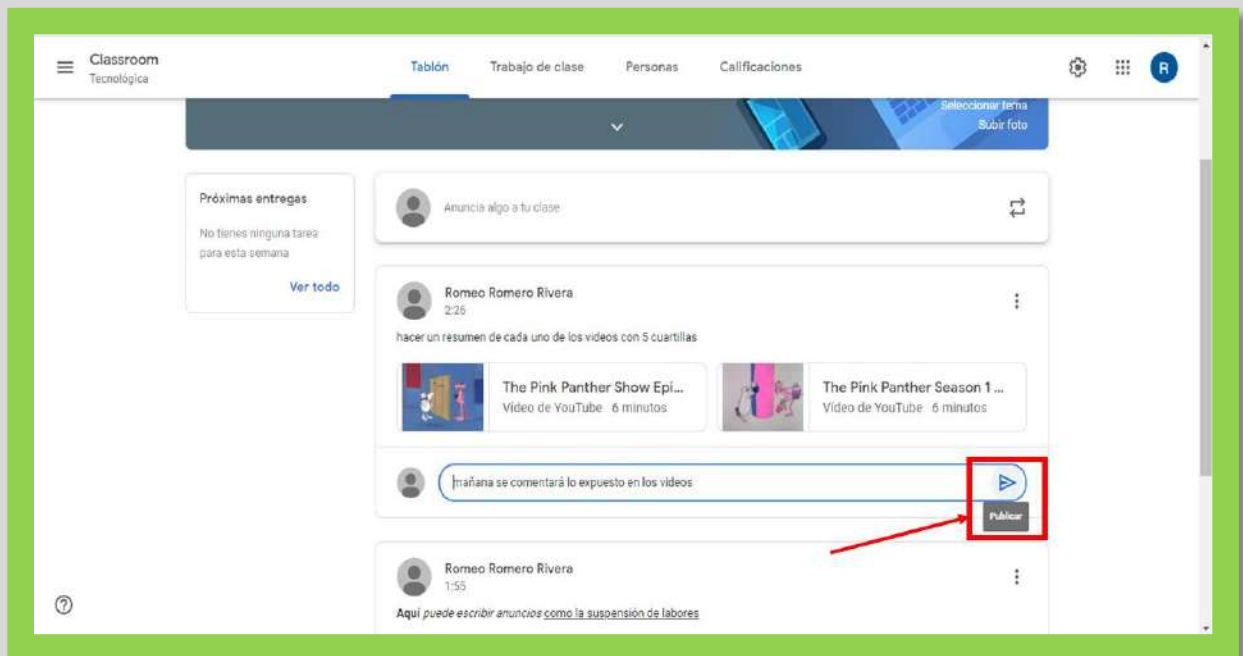 Classroom
Tecnológica
Tablón
Trabajo de clase
Personas
Calificaciones
R
Seleccionar tema
Subir foto
Próximas entregas
No tienes ninguna tarea
para esta semana
Ver todo
Anuncia algo a tu clase
Romeo Romero Rivera
2:26
hacer un resumen de cada uno de los videos con 5 cuartillas
The Pink Panther Show Epi...
Vídeo de YouTube 6 minutos
The Pink Panther Season 1 ...
Vídeo de YouTube 6 minutos
mañana se comentará lo expuesto en los videos
Publicar
Romeo Romero Rivera
1:55
Aquí puede escribir anuncios como la suspensión de labores